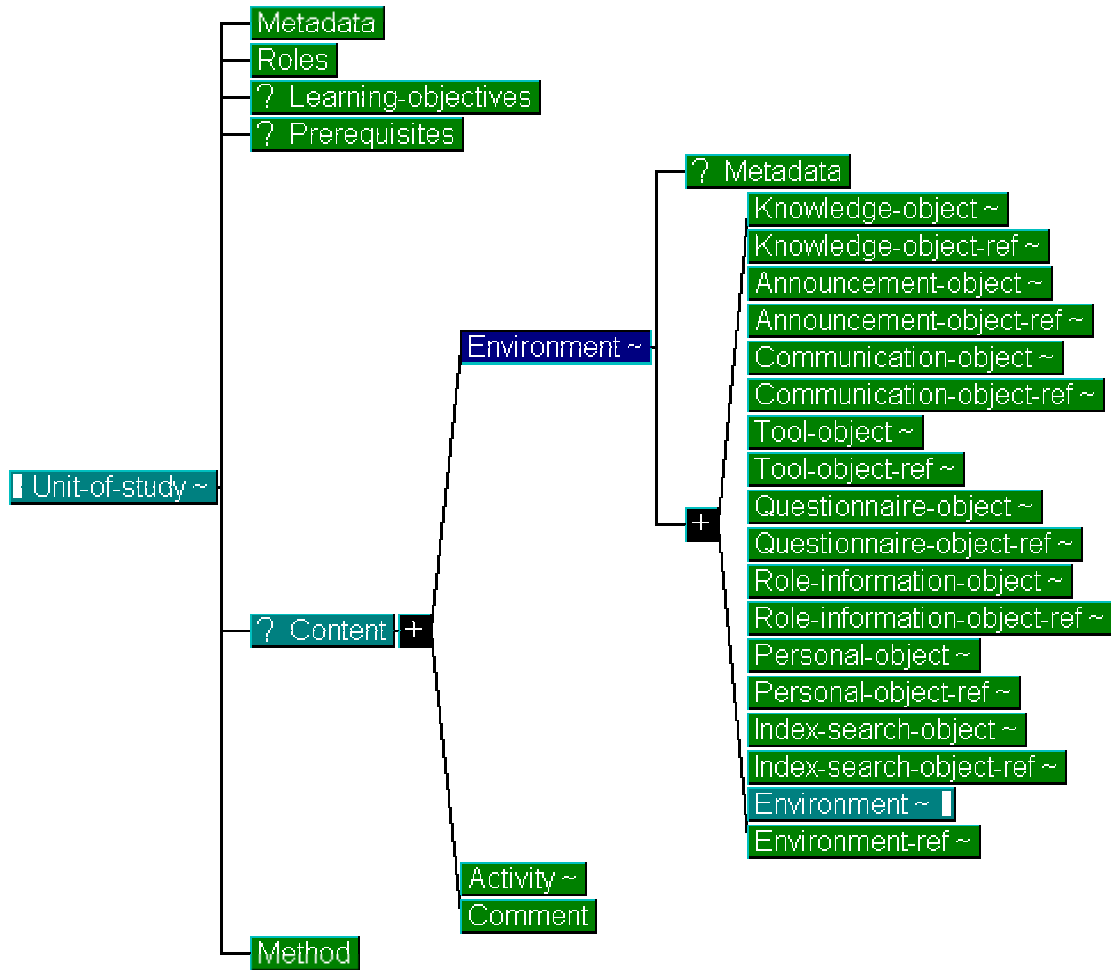 Metadata
Roles
? Learning-objectives
? Prerequisites
? Metadata
Knowledge-object ~
Knowledge-object-ref ~
Announcement-object ~
Announcement-object-ref ~
Environment ~
Communication-object ~
Communication-object-ref ~
Tool-object ~
Tool-object-ref ~
Unit-of-study ~
Questionnaire-object ~
+
Questionnaire-object-ref ~
Role-information-object ~
Role-information-object-ref ~
? Content +
Personal-object ~
Personal-object-ref ~
Index-search-object ~
Index-search-object-ref ~
Environment ~
Environment-ref ~
Activity ~
Comment
Method